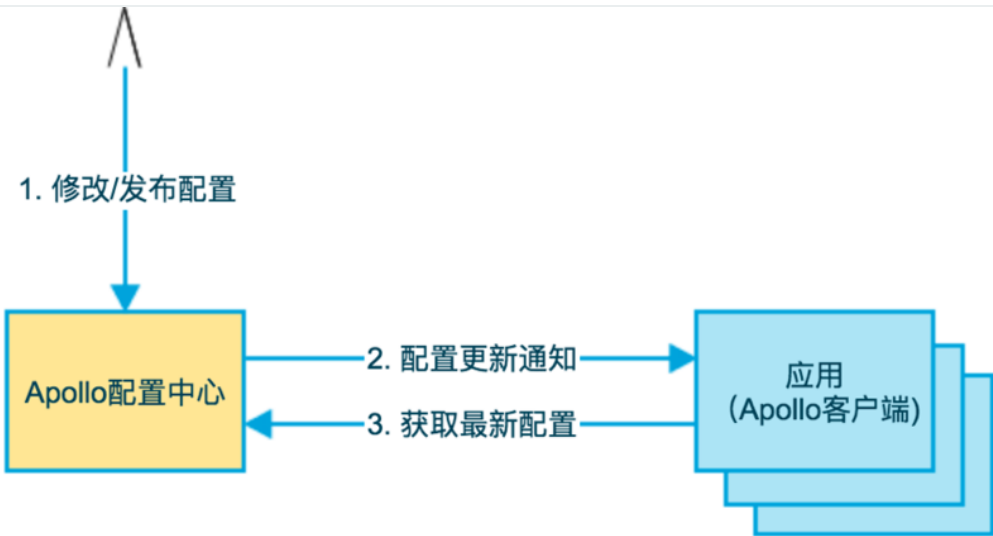 1. 修改/发布配置
2. 配置更新通知
Apollo配置中心
3. 获取最新配置
应用
（Apollo客户端)